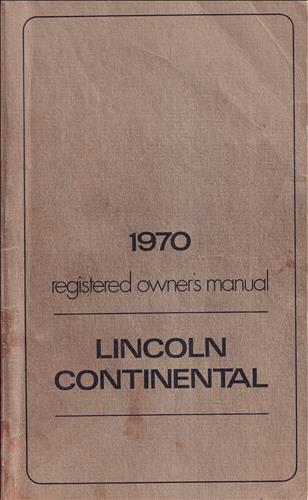 1970
registered owner's manual
LINCOLN
CONTINENTAL